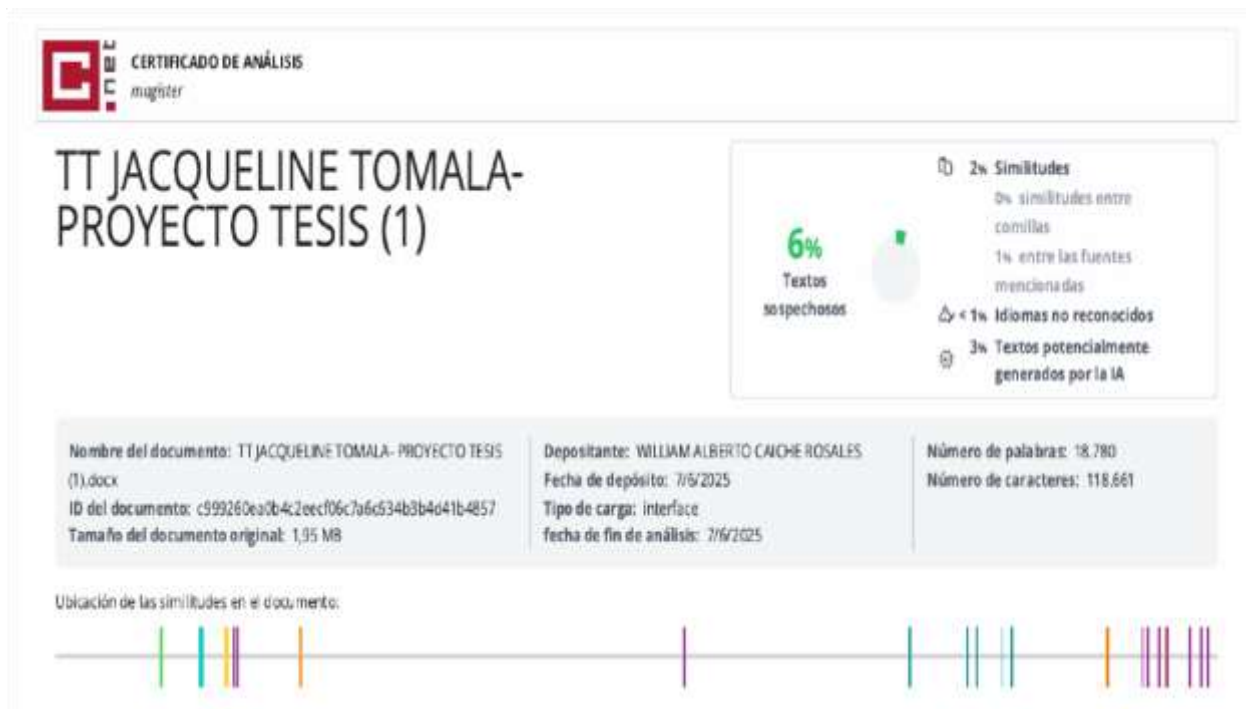 C
.net
CERTIFICADO DE ANÁLISIS
magister
TT JACQUELINE TOMALA-
PROYECTO TESIS (1)
6%
Textos
sospechosos
2% Similitudes
0% similitudes entre
comillas
1% entre las fuentes
mencionadas
< 1% Idiomas no reconocidos
3% Textos potencialmente
generados por la IA
Nombre del documento: TT JACQUELINE TOMALA- PROYECTO TESIS
(1).docx
ID del documento: c999260ea0b4c2eecf06c7a6c534b3b4d41b4857
Tamaño del documento original: 1,95 MB
Depositante: WILLIAM ALBERTO CAICHE ROSALES
Fecha de depósito: 7/6/2025
Tipo de carga: interface
fecha de fin de análisis: 7/6/2025
Número de palabras: 18.780
Número de caracteres: 118.661
Ubicación de las similitudes en el documento: